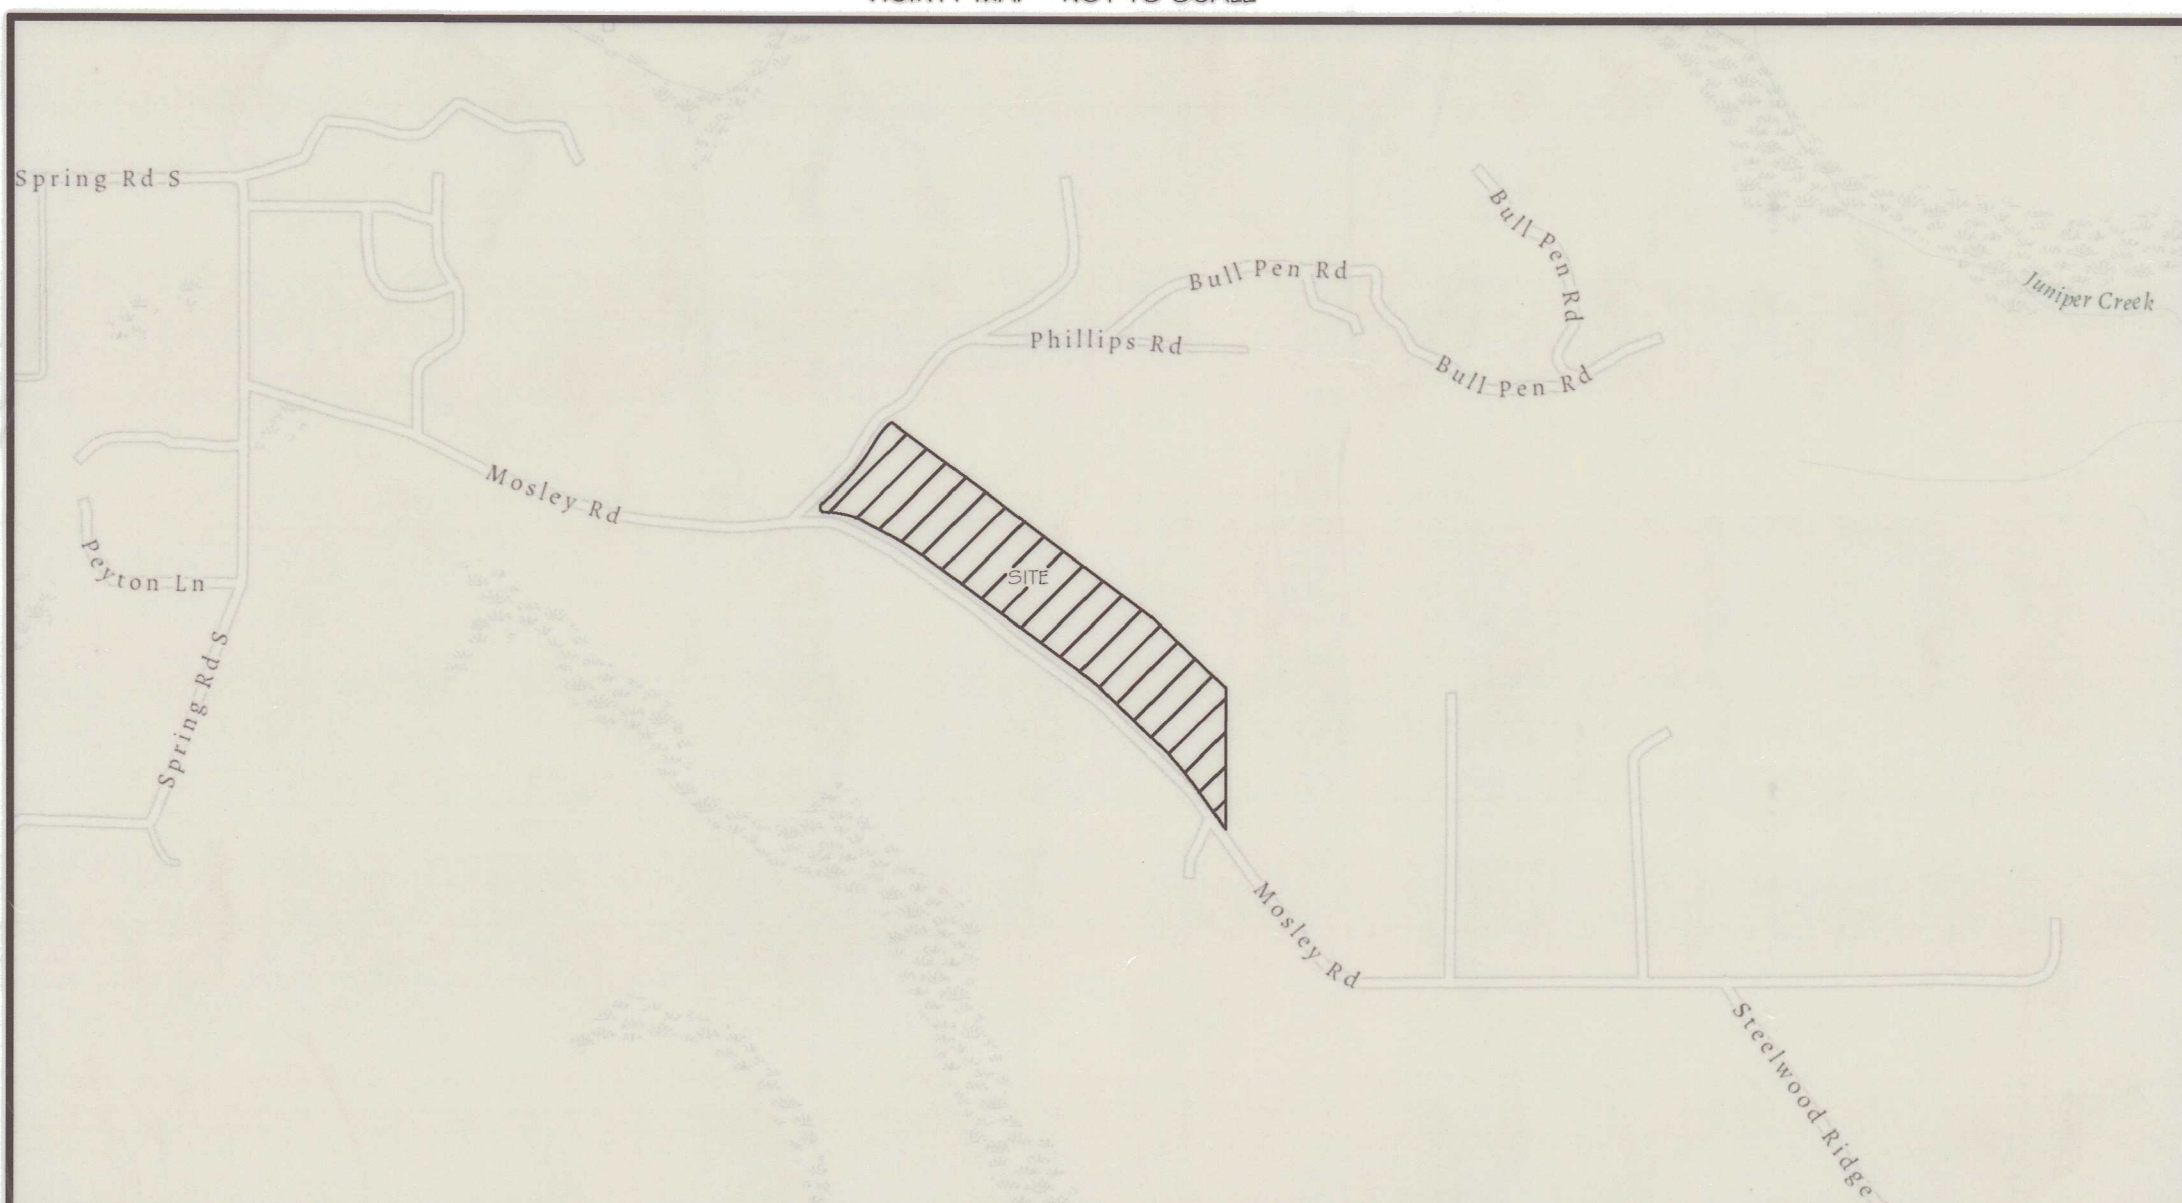 Spring Rd S
Bull Pen Rd
Bull Pen Rd
Juniper Creek
Phillips Rd
Bull Pen Rd
Mosley Rd
Peyton Ln
SITE
Spring Rd S
Mosley Rd
Steelwood Ridge